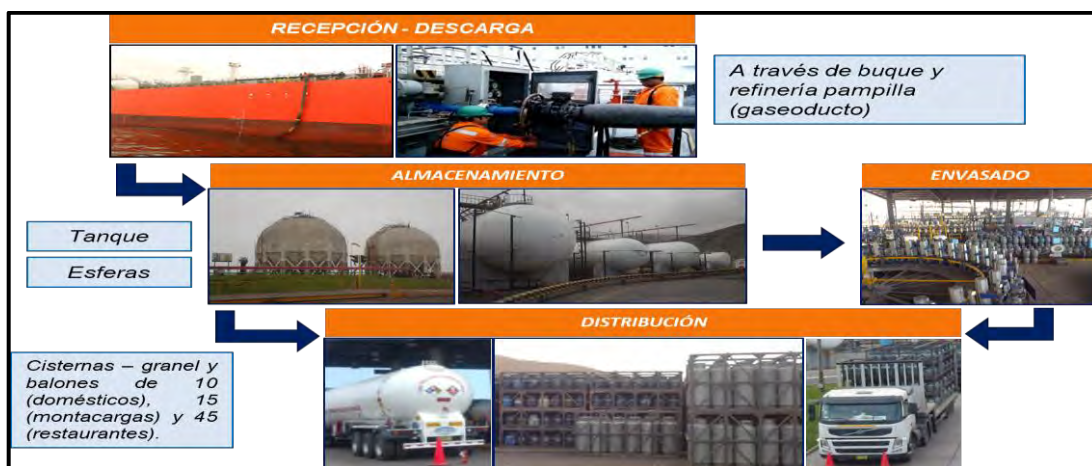 RECEPCIÓN - DESCARGA
A través de buque y
refinería pampilla
(gaseoducto)
ALMACENAMIENTO
ENVASADO
Tanque
Esferas
DISTRIBUCIÓN
Cisternas – granel y
balones de 10
(domésticos), 15
(montacargas) y 45
(restaurantes).